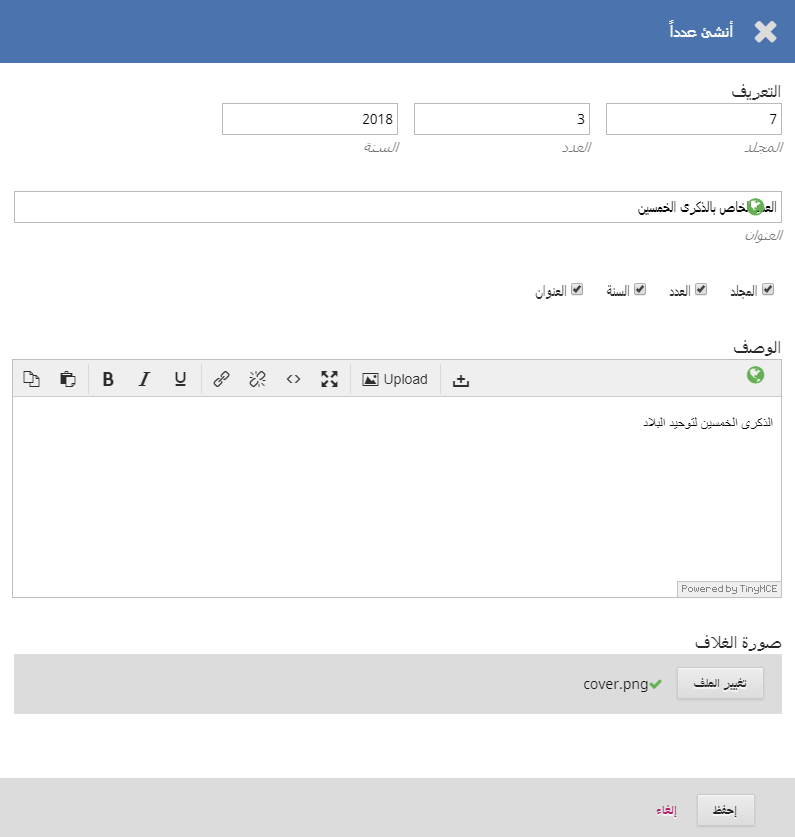 أنشئ عدداً
التعريف
7 3 2018
المجلد العدد السنة
العدد الخاص بالذكرى الخمسين
العنوان
المجلد العدد السنة العنوان
الوصف
Upload
الذكرى الخمسين لتوحيد البلاد
Powered by TinyMCE
صورة الغلاف
تغيير الملف cover.png
إحفظ إلغاء